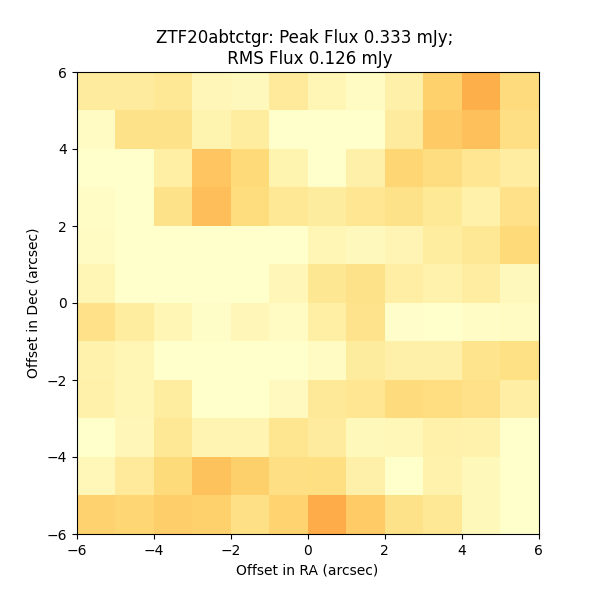 ZTF20abtctgr: Peak Flux 0.333 mJy;
RMS Flux 0.126 mJy
6
4
2
0
−2
−4
−6
Offset in Dec (arcsec)
−6 −4 −2 0 2 4 6
Offset in RA (arcsec)